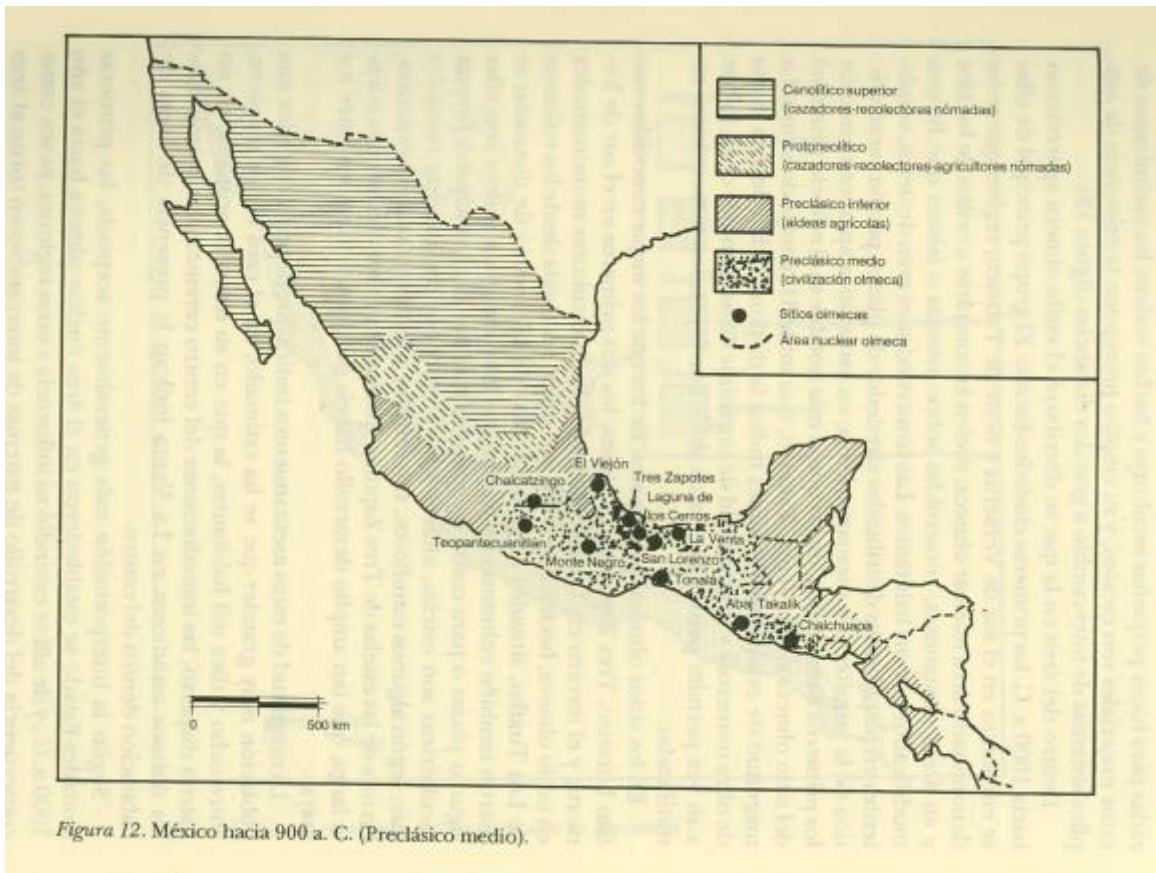 Cenolítico superior
(cazadores-recolectores nómadas)
Protoneolítico
(cazadores-recolectores-agricultores nómadas)
Preclásico inferior
(aldeas agrícolas)
Preclásico medio
(civilización olmeca)
Sitios olmecas
Área nuclear olmeca
El Viejón
Chalcatzingo
Tres Zapotes
Laguna de
los Cerros
La Venta
Teopantecuanitlán
San Lorenzo
Monte Negro
Tonalá
Abaj Takalik
Chalchuapa
0 500 km
Figura 12. México hacia 900 a. C. (Preclásico medio).